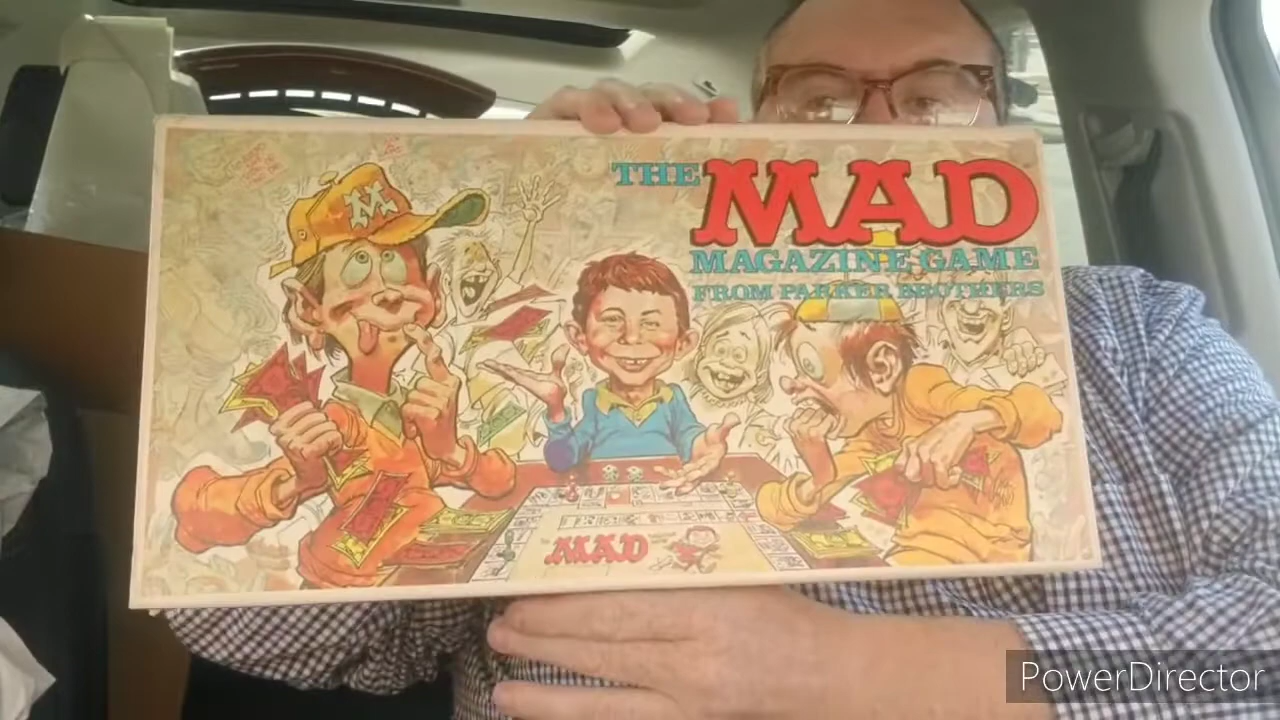 THE MAD
MAGAZINE GAME
FROM PARKER BROTHERS
M
MAD
PowerDirector